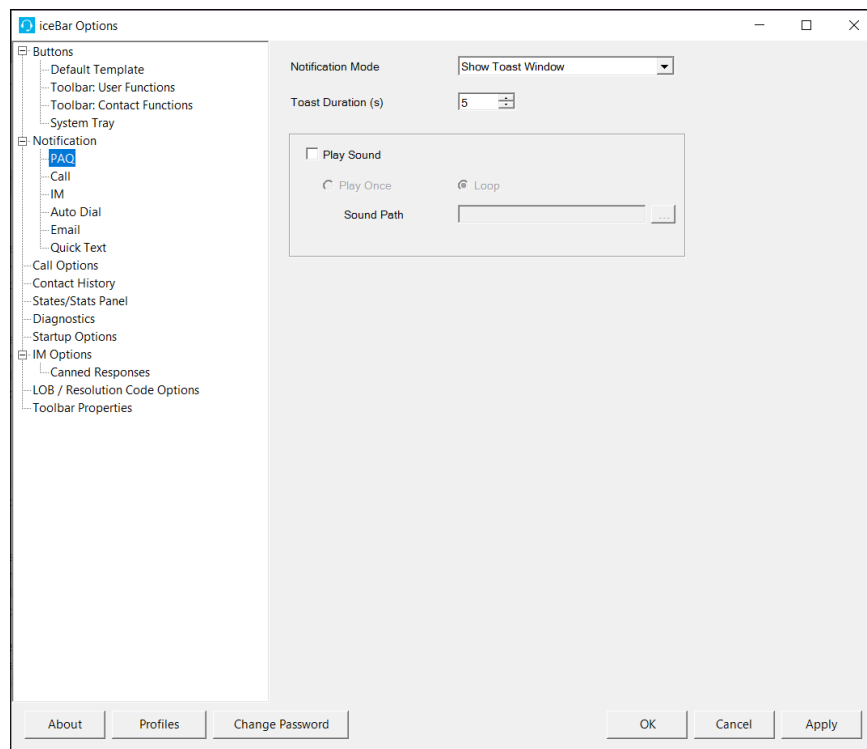 iceBar Options
Buttons
Default Template
Toolbar: User Functions
Toolbar: Contact Functions
System Tray
Notification
PAQ
Call
IM
Auto Dial
Email
Quick Text
Call Options
Contact History
States/Stats Panel
Diagnostics
Startup Options
IM Options
Canned Responses
LOB / Resolution Code Options
Toolbar Properties
Notification Mode Show Toast Window
Toast Duration (s) 5
Play Sound
Play Once Loop
Sound Path ...
About Profiles Change Password OK Cancel Apply